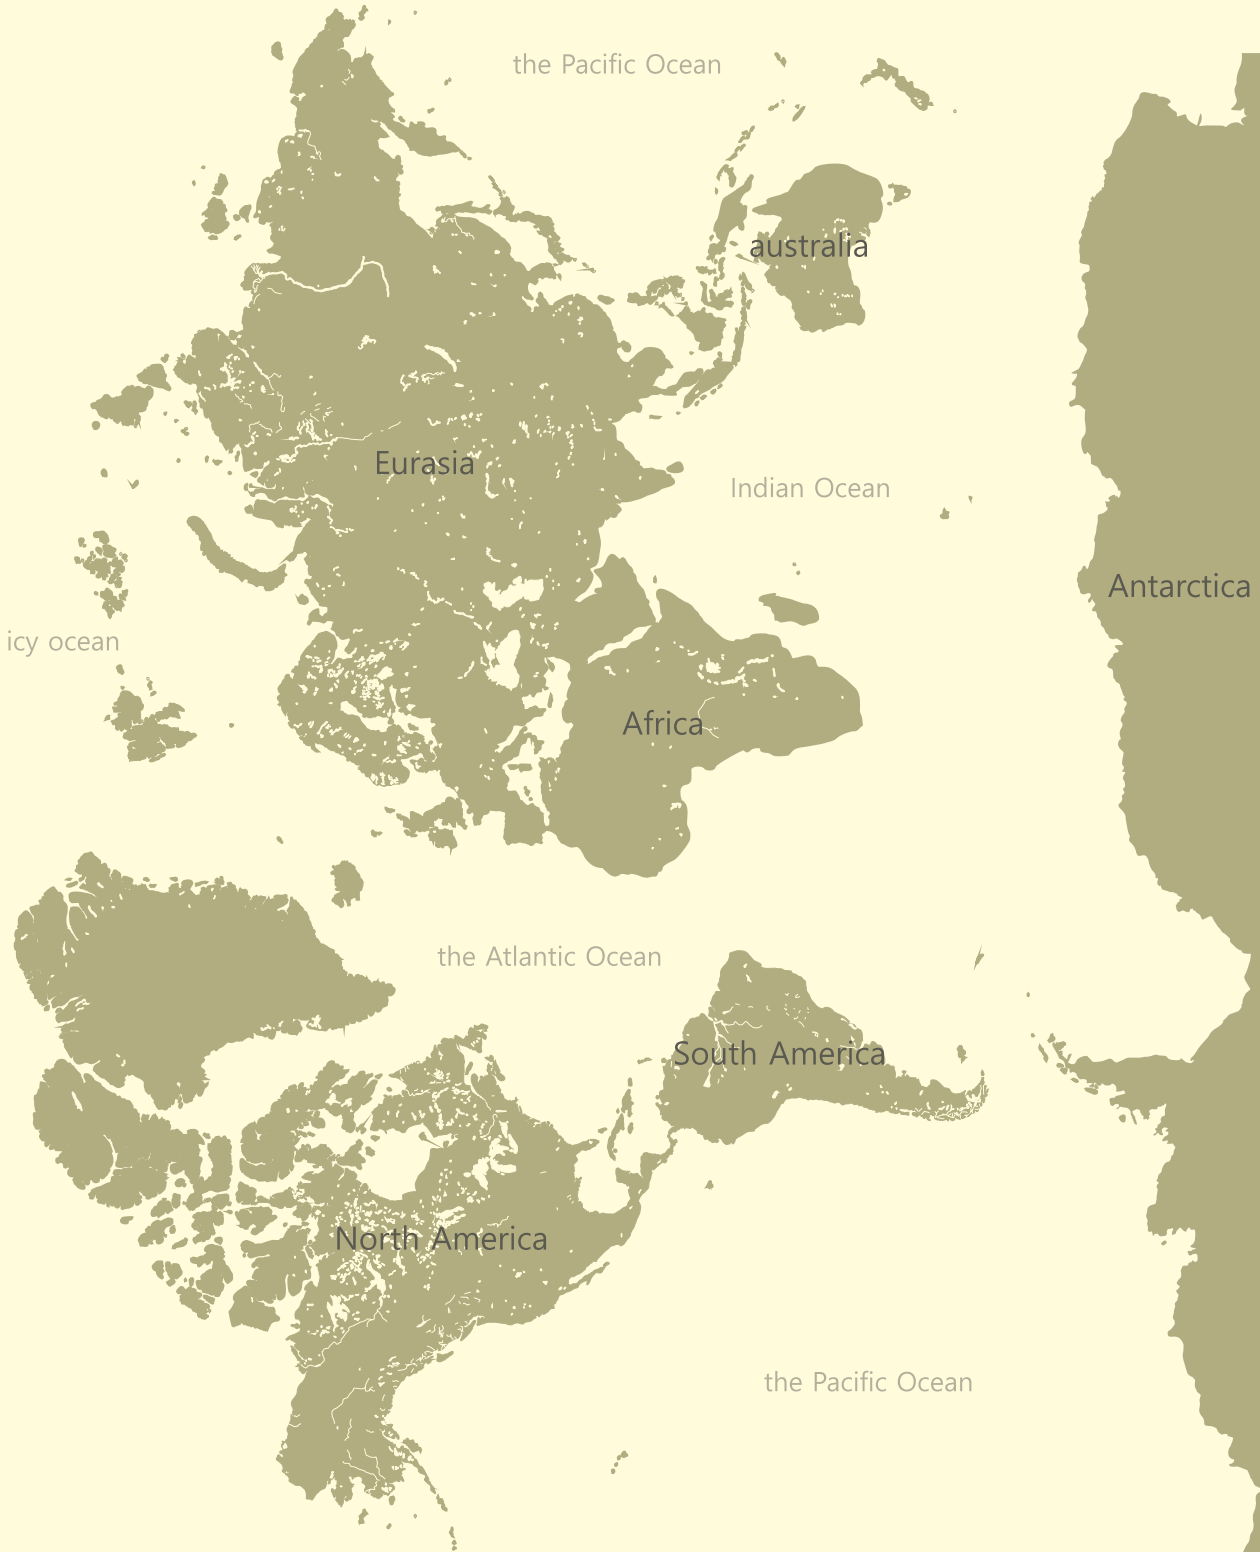 the Pacific Ocean
australia
Eurasia
Indian Ocean
Antarctica
icy ocean
Africa
the Atlantic Ocean
South America
North America
the Pacific Ocean